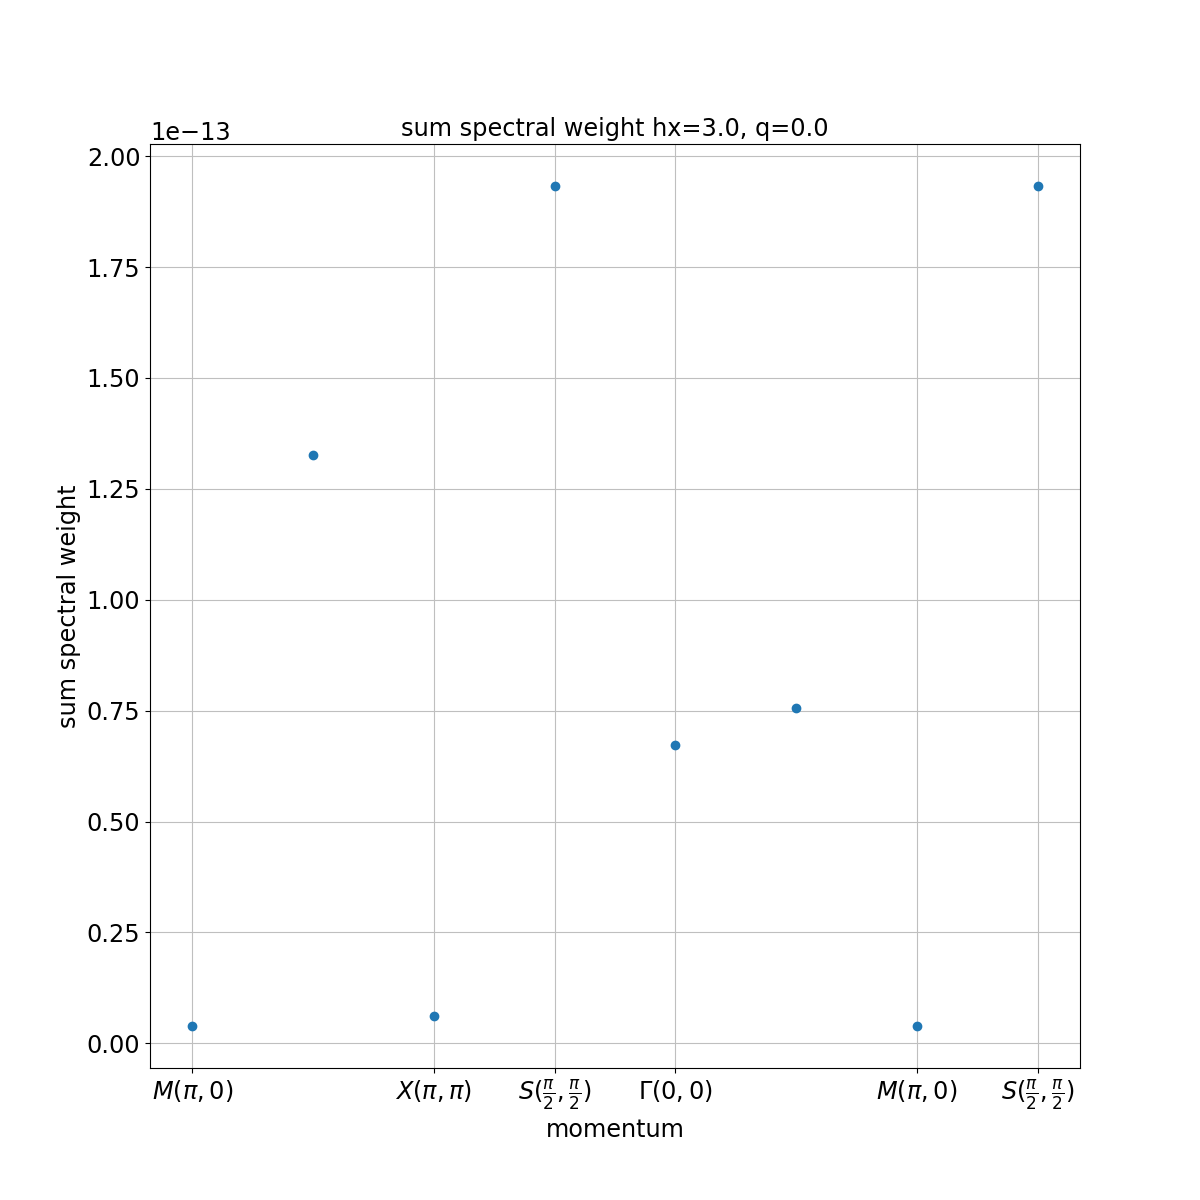 1e−13
sum spectral weight hx=3.0, q=0.0
2.00
1.75
1.50
1.25
1.00
0.75
0.50
0.25
0.00
sum spectral weight
M(π, 0)
X(π, π)
S(π/2, π/2)
Γ(0, 0)
M(π, 0)
S(π/2, π/2)
momentum